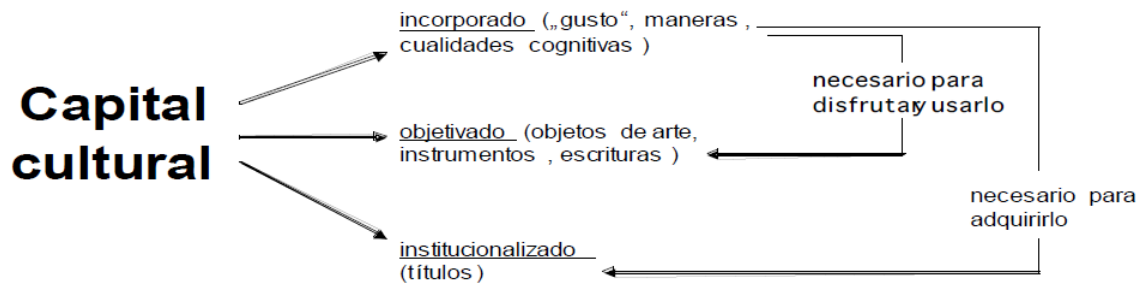 Capital
cultural
incorporado („gusto“, maneras ,
cualidades cognitivas )
necesario para
disfrutar y usarlo
objetivado (objetos de arte,
instrumentos , escrituras )
necesario para
adquirirlo
institucionalizado
(títulos )